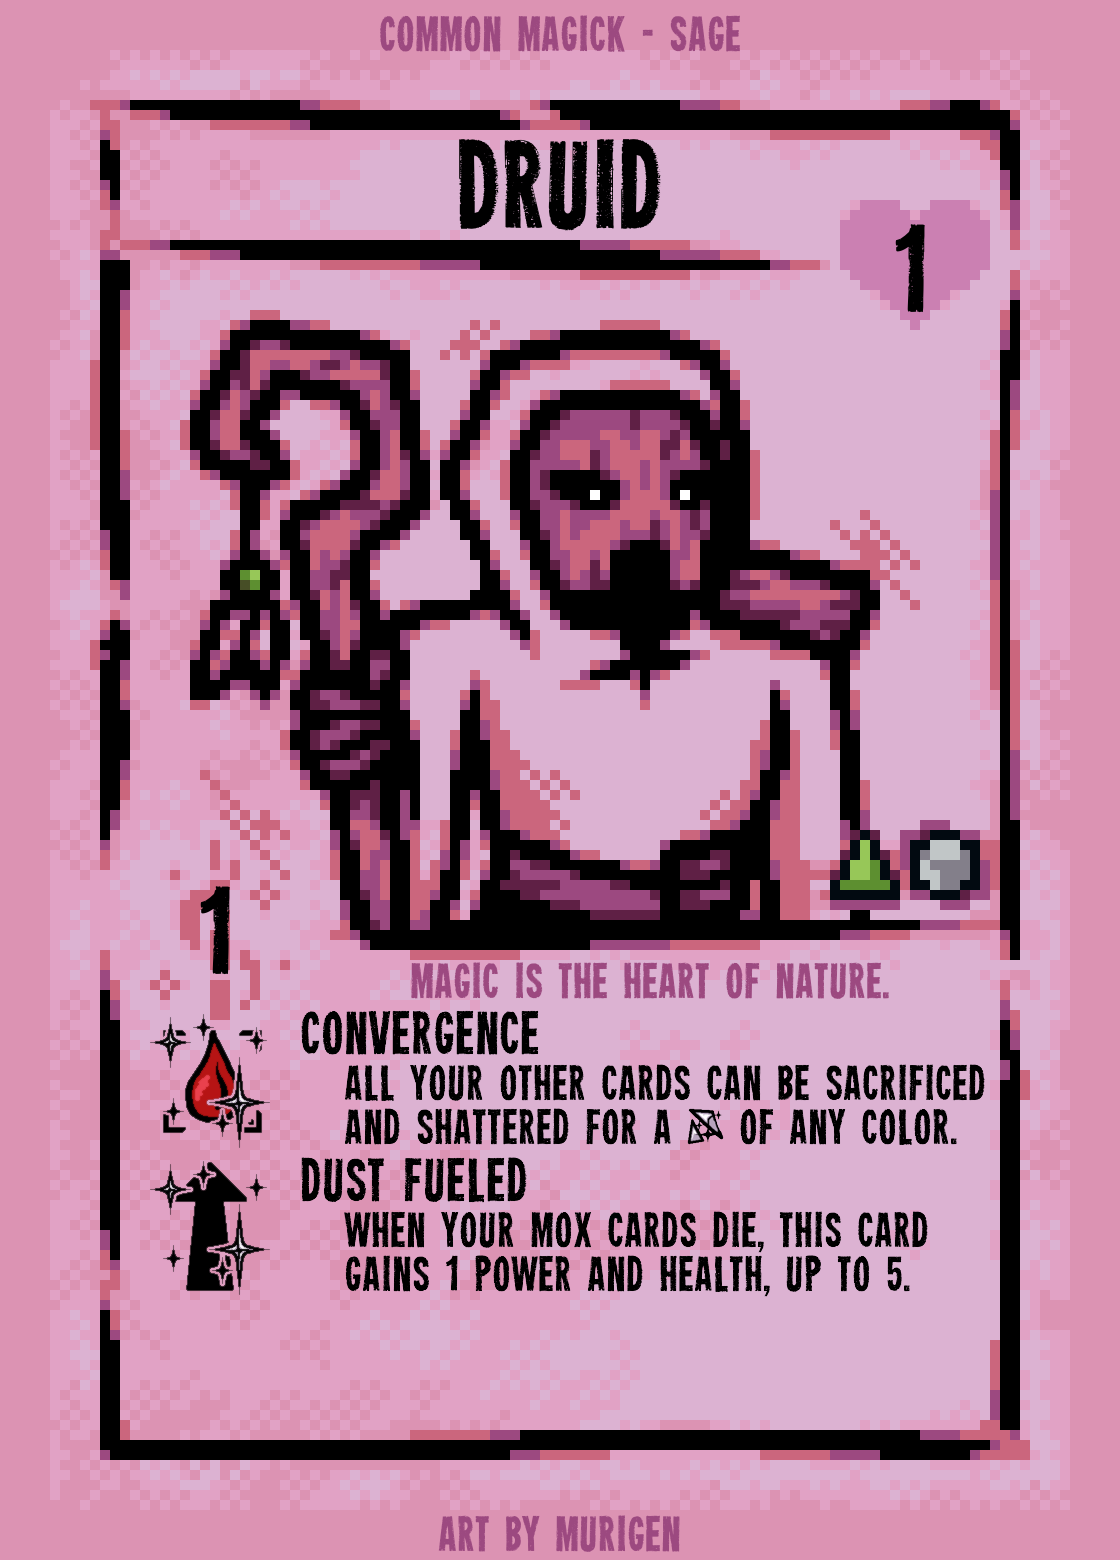 COMMON MAGICK - SAGE
DRUID
1
1
MAGIC IS THE HEART OF NATURE.
CONVERGENCE
ALL YOUR OTHER CARDS CAN BE SACRIFICED
AND SHATTERED FOR A OF ANY COLOR.
DUST FUELED
WHEN YOUR MOX CARDS DIE, THIS CARD
GAINS 1 POWER AND HEALTH, UP TO 5.
ART BY MURIGEN